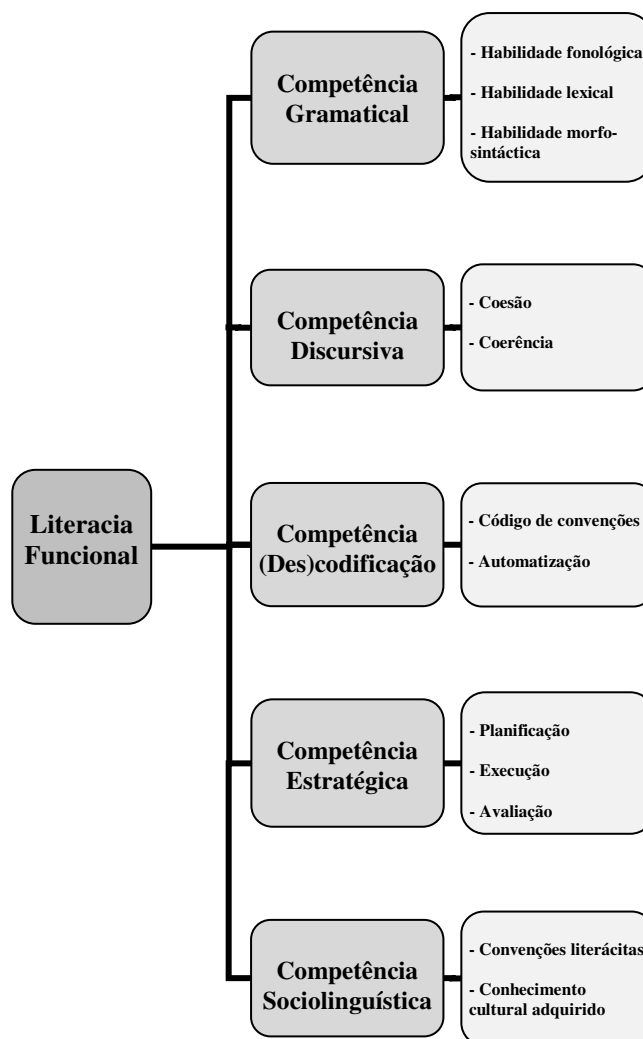 Literacia
Funcional
Competência
Gramatical
- Habilidade fonológica
- Habilidade lexical
- Habilidade morfo-
sintáctica
Competência
Discursiva
- Coesão
- Coerência
Competência
(Des)codificação
- Código de convenções
- Automatização
Competência
Estratégica
- Planificação
- Execução
- Avaliação
Competência
Sociolinguística
- Convenções literácitas
- Conhecimento
cultural adquirido